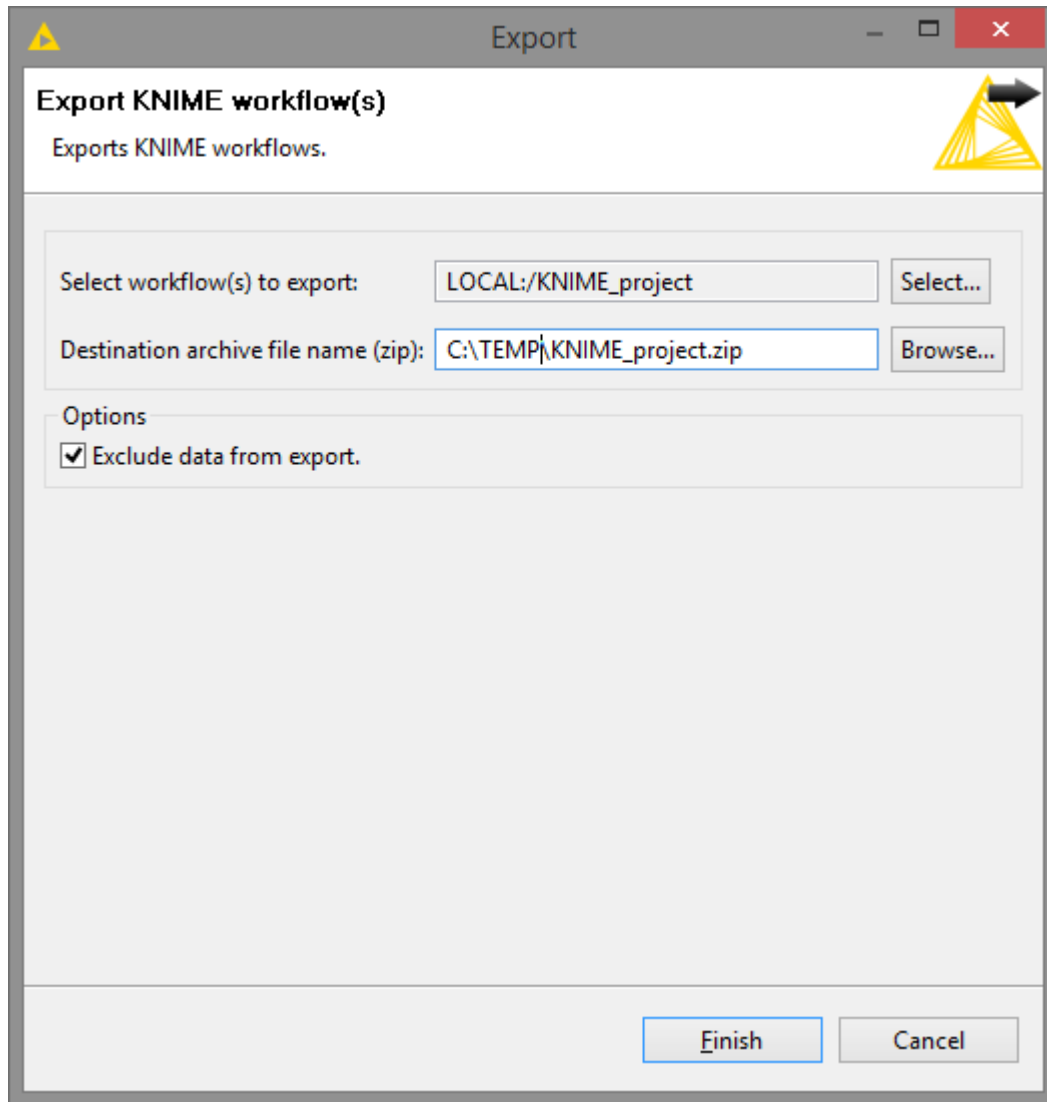 Export
Export KNIME workflow(s)
Exports KNIME workflows.
Select workflow(s) to export: LOCAL:/KNIME_project Select...
Destination archive file name (zip): C:\TEMP\KNIME_project.zip Browse...
Options
Exclude data from export.
Finish Cancel